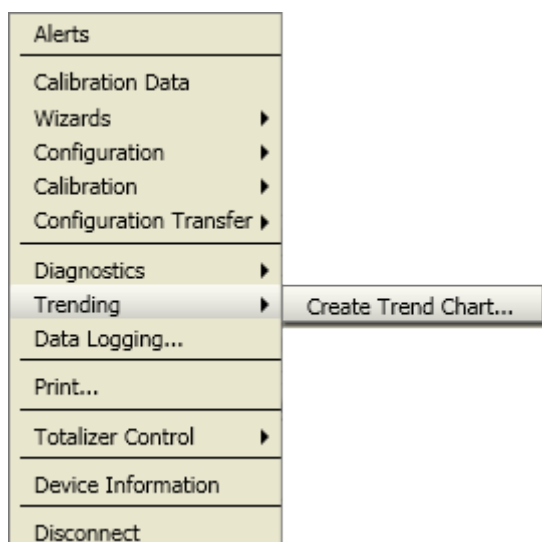 Alerts
Calibration Data
Wizards
Configuration
Calibration
Configuration Transfer
Diagnostics
Trending
Create Trend Chart...
Data Logging...
Print...
Totalizer Control
Device Information
Disconnect